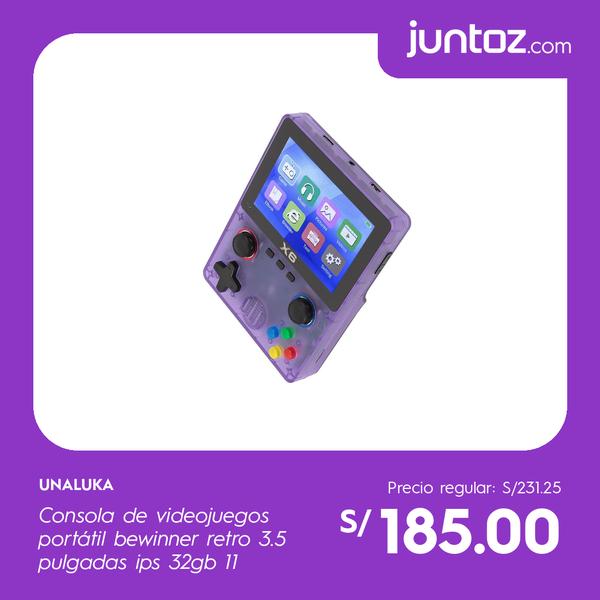 juntoz.com
X6
UNALUKA
Consola de videojuegos
portátil bewinner retro 3.5
pulgadas ips 32gb 11
Precio regular: S/231.25
S/185.00